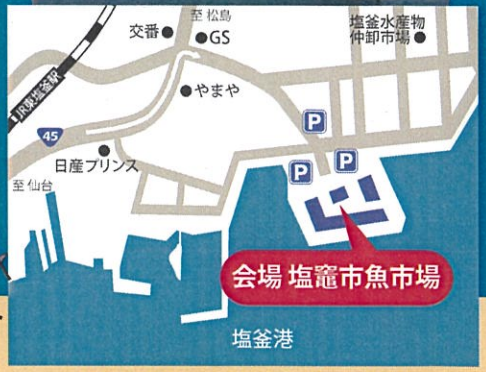 至 松島
交番
GS
塩釜水産物
仲卸市場
やまや
JR東塩釜駅
P
45
P
P
日産プリンス
至 仙台
会場 塩竈市魚市場
塩釜港